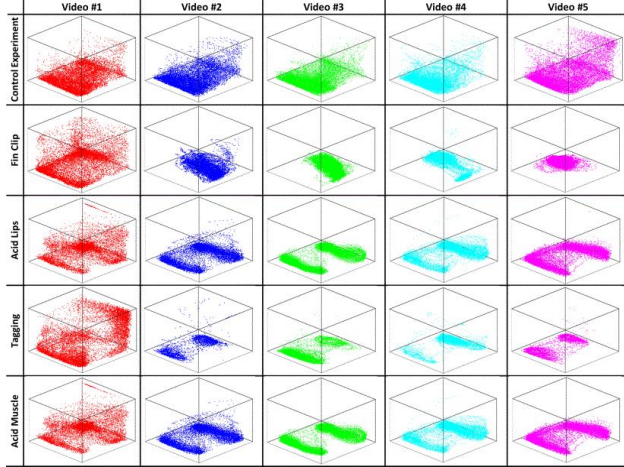 Video #1 Video #2 Video #3 Video #4 Video #5
Control Experiment
Fin Clip
Acid Lips
Tagging
Acid Muscle